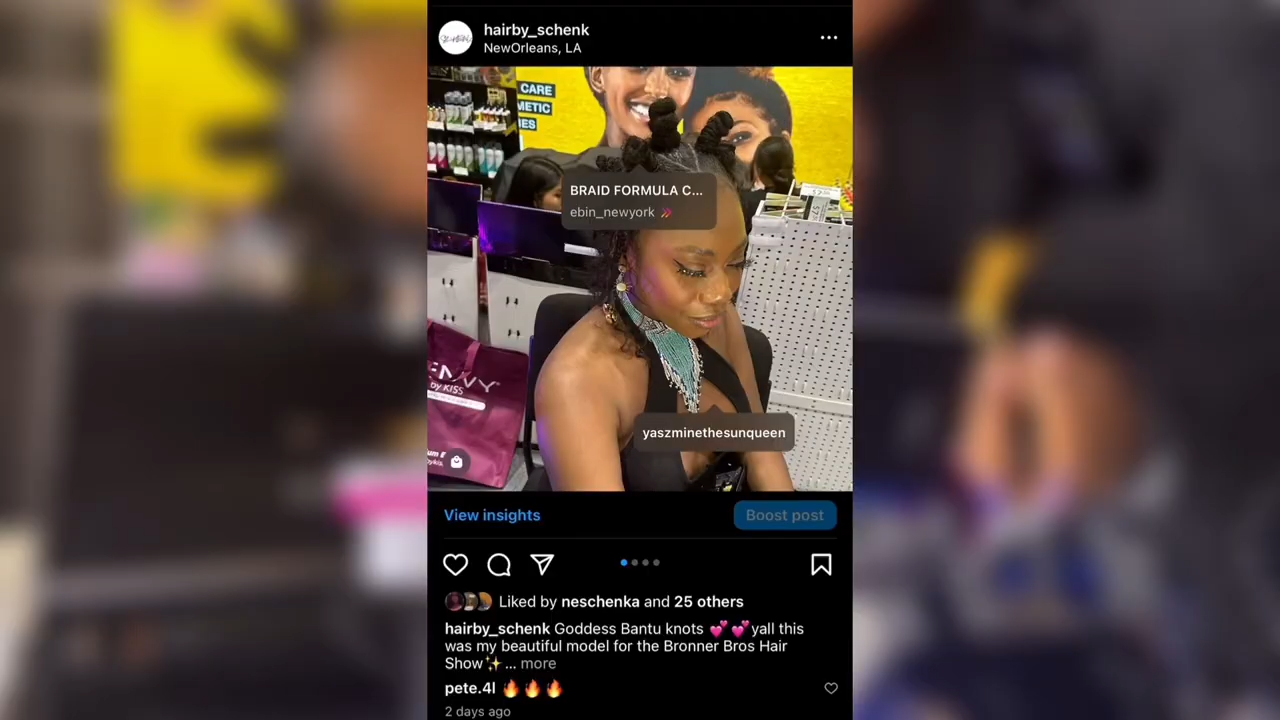 hairby_schenk
NewOrleans, LA
CARE
METIC
ES
BRAID FORMULA C...
ebin_newyork
ENVY
by KISS
yaszminethesunqueen
View insights
Boost post
Liked by neschenka and 25 others
hairby_schenk Goddess Bantu knots 💕💕yall this
was my beautiful model for the Bronner Bros Hair
Show✨ ... more
pete.4l 🔥🔥🔥
2 days ago